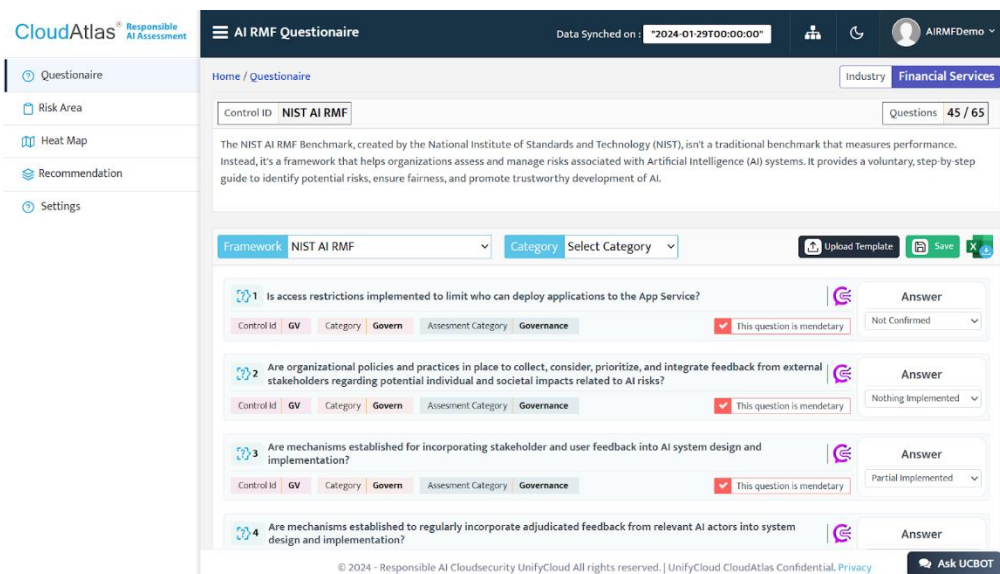 CloudAtlas® Responsible AI Assessment
AI RMF Questionaire
Data Synched on : "2024-01-29T00:00:00"
AIRMFDemo
Questionaire
Risk Area
Heat Map
Recommendation
Settings
Home / Questionaire
Industry Financial Services
Control ID NIST AI RMF
Questions 45 / 65
The NIST AI RMF Benchmark, created by the National Institute of Standards and Technology (NIST), isn't a traditional benchmark that measures performance.
Instead, it's a framework that helps organizations assess and manage risks associated with Artificial Intelligence (AI) systems. It provides a voluntary, step-by-step
guide to identify potential risks, ensure fairness, and promote trustworthy development of AI.
Framework NIST AI RMF
Category Select Category
Upload Template
Save
1 Is access restrictions implemented to limit who can deploy applications to the App Service?
Control Id GV Category Govern Assesment Category Governance
This question is mendetary
Answer
Not Confirmed
2 Are organizational policies and practices in place to collect, consider, prioritize, and integrate feedback from external
stakeholders regarding potential individual and societal impacts related to AI risks?
Control Id GV Category Govern Assesment Category Governance
This question is mendetary
Answer
Nothing Implemented
3 Are mechanisms established for incorporating stakeholder and user feedback into AI system design and
implementation?
Control Id GV Category Govern Assesment Category Governance
This question is mendetary
Answer
Partial Implemented
4 Are mechanisms established to regularly incorporate adjudicated feedback from relevant AI actors into system
design and implementation?
Answer
© 2024 - Responsible AI Cloudsecurity UnifyCloud All rights reserved. | UnifyCloud CloudAtlas Confidential. Privacy
Ask UCBOT